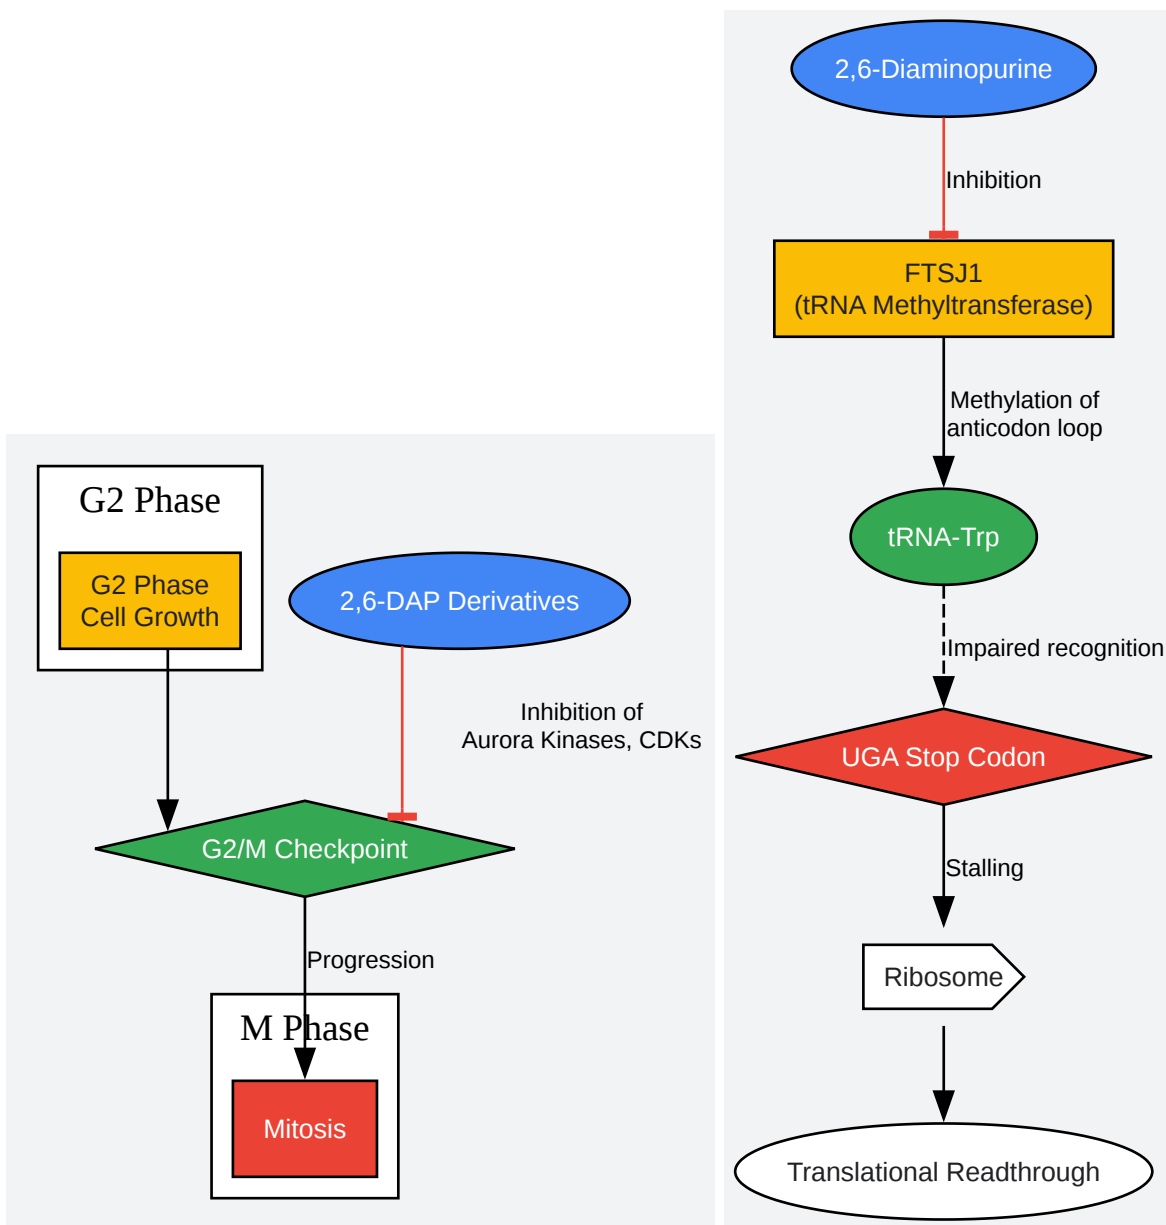 2,6-Diaminopurine
Inhibition
FTSJ1
(tRNA Methyltransferase)
Methylation of
anticodon loop
tRNA-Trp
Impaired recognition
UGA Stop Codon
Stalling
Ribosome
Translational Readthrough
G2 Phase
G2 Phase
Cell Growth
2,6-DAP Derivatives
Inhibition of
Aurora Kinases, CDKs
G2/M Checkpoint
Progression
M Phase
Mitosis